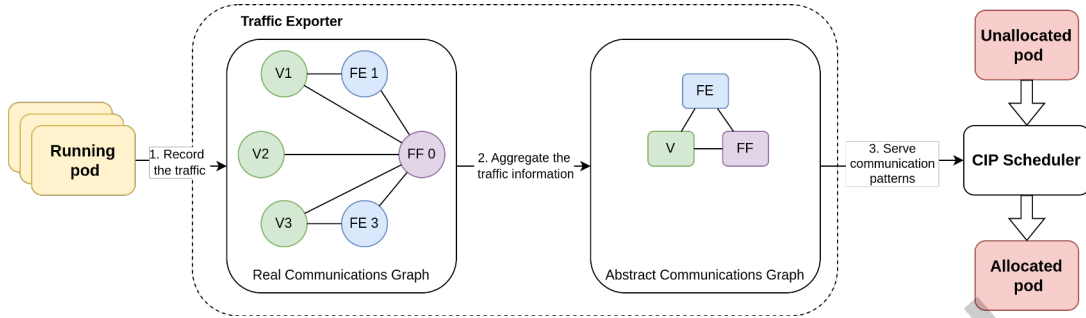 Traffic Exporter
Running
pod
1. Record
the traffic
V1
FE 1
V2
FF 0
V3
FE 3
Real Communications Graph
2. Aggregate the
traffic information
FE
V
FF
Abstract Communications Graph
3. Serve
communication
patterns
Unallocated
pod
CIP Scheduler
Allocated
pod